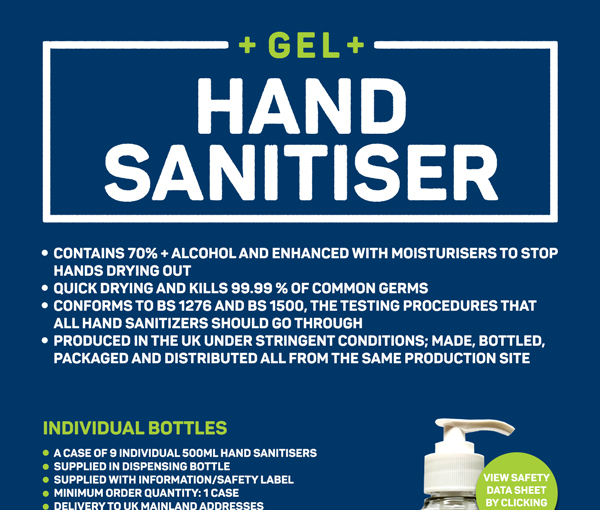 + GEL +
HAND
SANITISER
• CONTAINS 70% + ALCOHOL AND ENHANCED WITH MOISTURISERS TO STOP
HANDS DRYING OUT
• QUICK DRYING AND KILLS 99.99 % OF COMMON GERMS
• CONFORMS TO BS 1276 AND BS 1500, THE TESTING PROCEDURES THAT
ALL HAND SANITIZERS SHOULD GO THROUGH
• PRODUCED IN THE UK UNDER STRINGENT CONDITIONS; MADE, BOTTLED,
PACKAGED AND DISTRIBUTED ALL FROM THE SAME PRODUCTION SITE
INDIVIDUAL BOTTLES
• A CASE OF 9 INDIVIDUAL 500ML HAND SANITISERS
• SUPPLIED IN DISPENSING BOTTLE
• SUPPLIED WITH INFORMATION/SAFETY LABEL
• MINIMUM ORDER QUANTITY: 1 CASE
• DELIVERY TO UK MAINLAND ADDRESSES
VIEW SAFETY
DATA SHEET
BY CLICKING